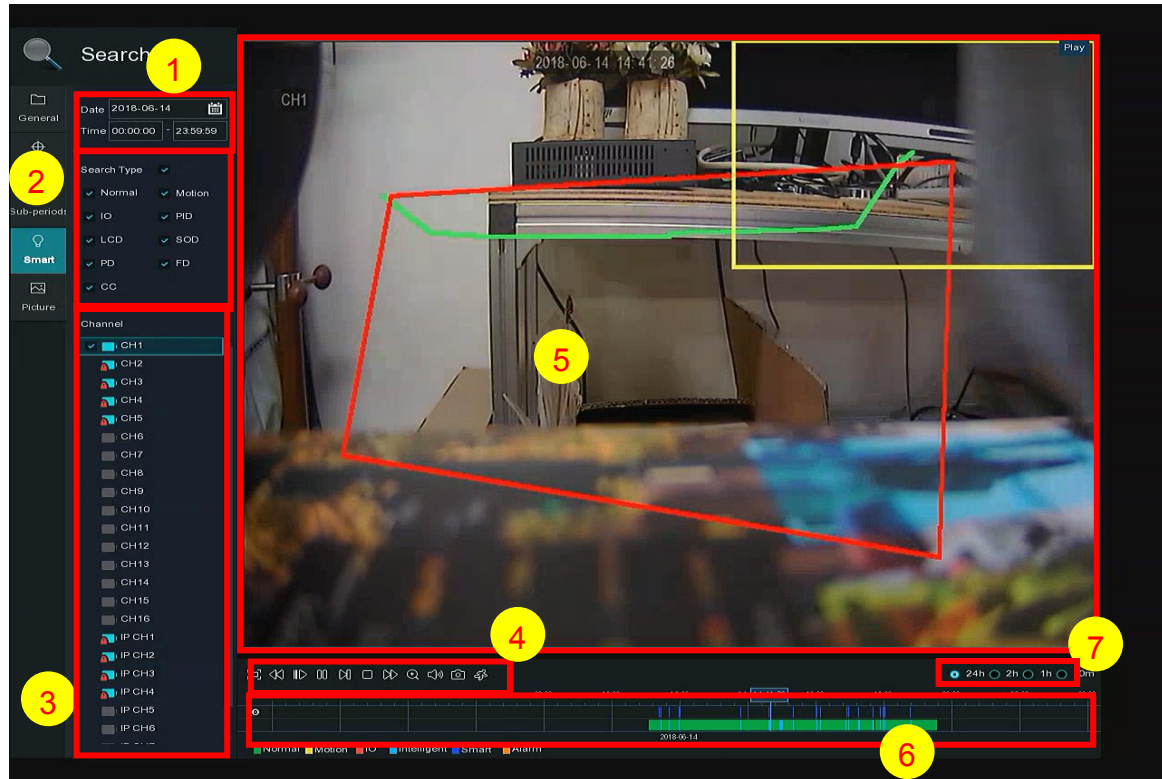 Search
1
Date 2018-06-14
Time 00:00:00 - 23:59:59
General
2
Sub-periods
Smart
Picture
Search Type
Normal Motion
IO PID
LCD SOD
PD FD
CC
Channel
CH1
CH2
CH3
CH4
CH5
CH6
CH7
CH8
CH9
CH10
CH11
CH12
CH13
CH14
CH15
CH16
IP CH1
IP CH2
IP CH3
IP CH4
IP CH5
IP CH6
3
2018-06-14 14:41:26
Play
CH1
5
4
7
24h 2h 1h
2018-06-14
6
Normal Motion IO Intelligent Smart Alarm